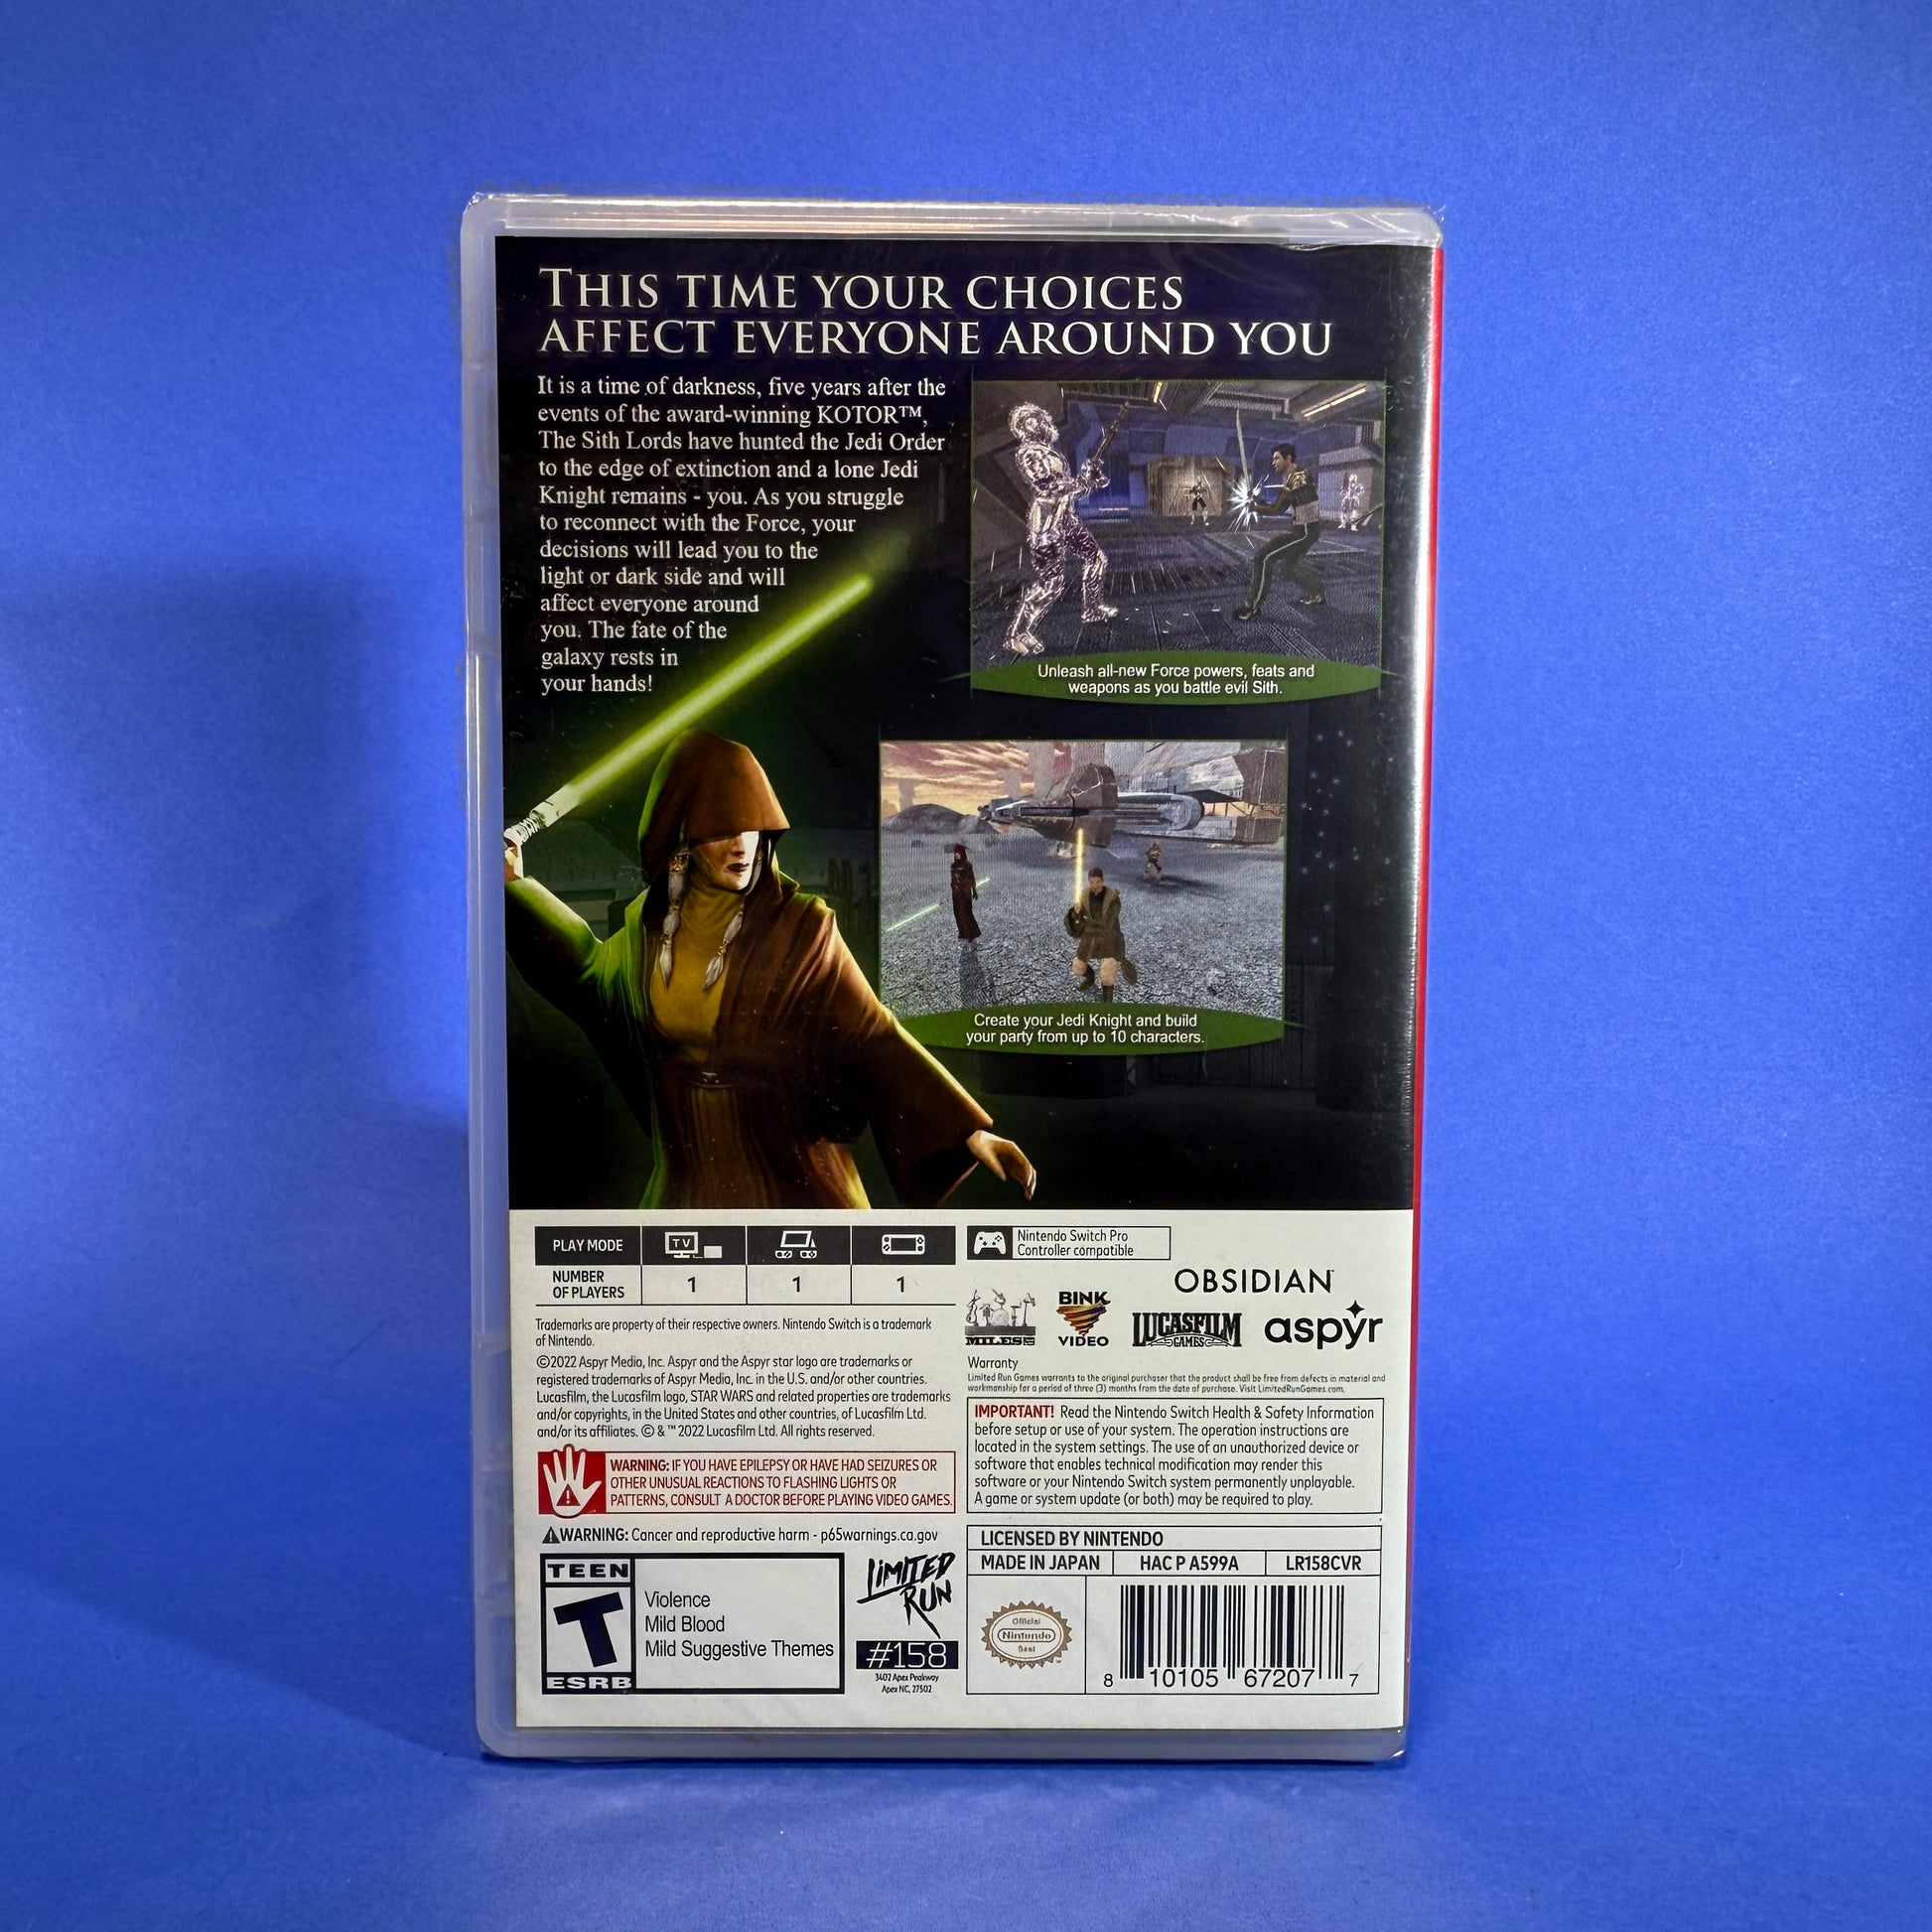 THIS TIME YOUR CHOICES
AFFECT EVERYONE AROUND YOU
It is a time of darkness, five years after the
events of the award-winning KOTOR™,
The Sith Lords have hunted the Jedi Order
to the edge of extinction and a lone Jedi
Knight remains - you. As you struggle
to reconnect with the Force, your
decisions will lead you to the
light or dark side and will
affect everyone around
you. The fate of the
galaxy rests in
your hands!
Unleash all-new Force powers, feats and
weapons as you battle evil Sith.
Create your Jedi Knight and build
your party from up to 10 characters.
PLAY MODE
TV
NUMBER
OF PLAYERS
1
1
1
Nintendo Switch Pro
Controller compatible
OBSIDIAN
MILES
BINK
VIDEO
LUCASFILM
GAMES
aspyr
Trademarks are property of their respective owners. Nintendo Switch is a trademark
of Nintendo.
©2022 Aspyr Media, Inc. Aspyr and the Aspyr star logo are trademarks or
registered trademarks of Aspyr Media, Inc. in the U.S. and/or other countries.
Lucasfilm, the Lucasfilm logo, STAR WARS and related properties are trademarks
and/or copyrights, in the United States and other countries, of Lucasfilm Ltd.
and/or its affiliates. © & ™ 2022 Lucasfilm Ltd. All rights reserved.
Warranty
Limited Run Games warrants to the original purchaser that the product shall be free from defects in material and
workmanship for a period of three (3) months from the date of purchase. Visit LimitedRunGames.com.
IMPORTANT! Read the Nintendo Switch Health & Safety Information
before setup or use of your system. The operation instructions are
located in the system settings. The use of an unauthorized device or
software that enables technical modification may render this
software or your Nintendo Switch system permanently unplayable.
A game or system update (or both) may be required to play.
WARNING: IF YOU HAVE EPILEPSY OR HAVE HAD SEIZURES OR
OTHER UNUSUAL REACTIONS TO FLASHING LIGHTS OR
PATTERNS, CONSULT A DOCTOR BEFORE PLAYING VIDEO GAMES.
WARNING: Cancer and reproductive harm - p65warnings.ca.gov
TEEN
T
ESRB
Violence
Mild Blood
Mild Suggestive Themes
LIMITED
RUN
#158
3402 Apex Peakway
Apex NC, 27502
LICENSED BY NINTENDO
MADE IN JAPAN
HAC P A599A
LR158CVR
Official
Nintendo
Seal
8 10105 67207 7